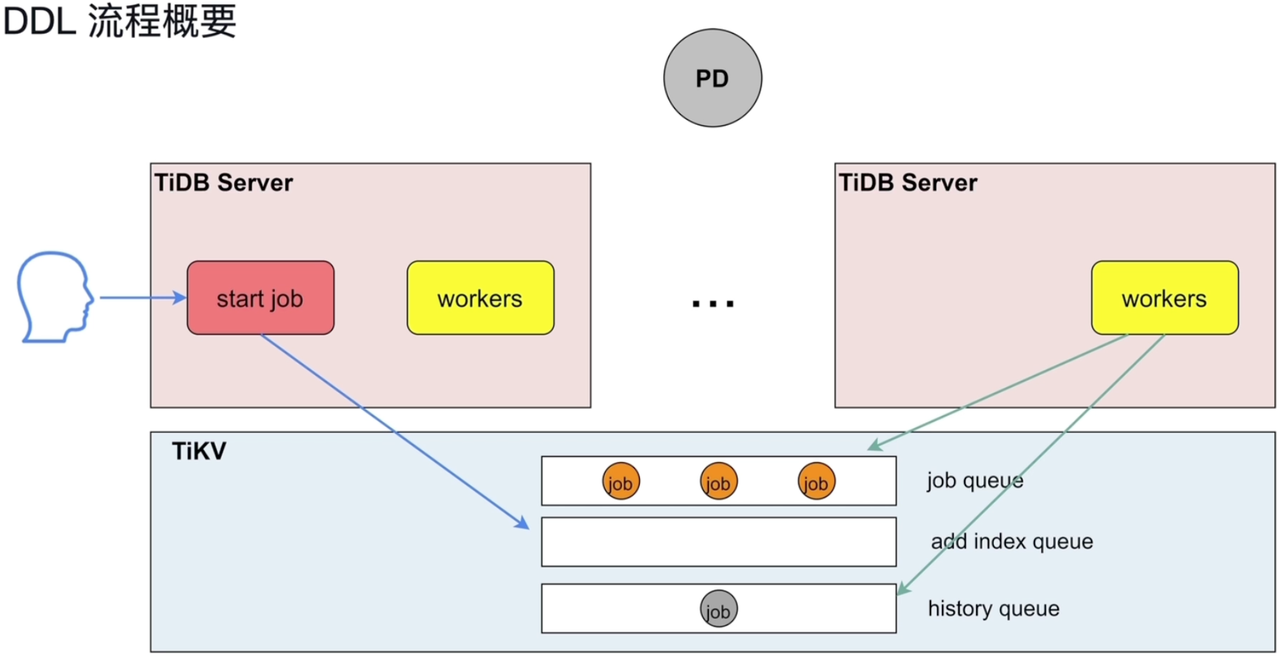 DDL 流程概要
PD
TiDB Server
TiDB Server
start job
workers
...
workers
TiKV
job
job
job
job queue
add index queue
job
history queue